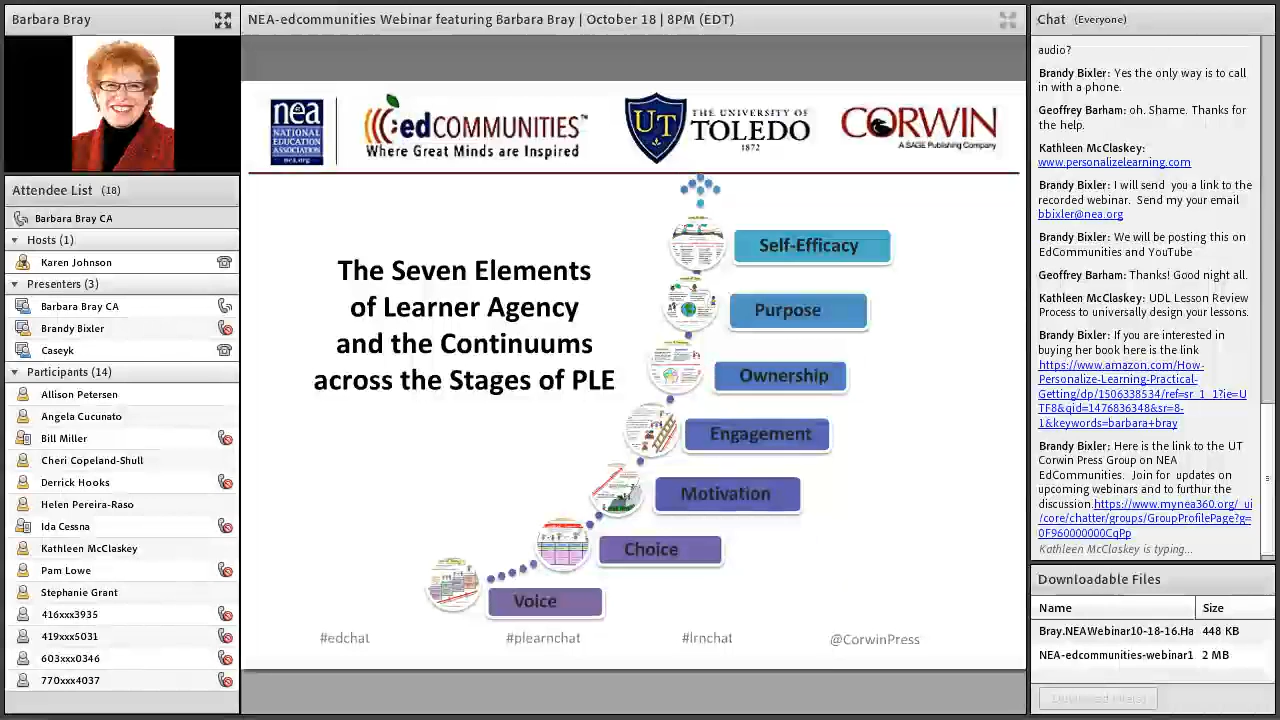 Barbara Bray
Attendee List (18)
Barbara Bray CA
Hosts (1)
Karen Johnson
Presenters (3)
Barbara Bray CA
Brandy Bixler
Caseyk
Participants (14)
Allison Petersen
Angela Cucunato
Bill Miller
Cheri Copeland-Shull
Derrick Hooks
Helen Pereira-Raso
Ida Cessna
Kathleen McClaskey
Pam Lowe
Stephanie Grant
416xxx3935
419xxx5031
603xxx0346
770xxx4037
NEA-edcommunities Webinar featuring Barbara Bray | October 18 | 8PM (EDT)
nea
NATIONAL
EDUCATION
ASSOCIATION
nea.org
edCOMMUNITIES™
Where Great Minds are Inspired
UT
THE UNIVERSITY OF
TOLEDO
1872
CORWIN
A SAGE Publishing Company
The Seven Elements
of Learner Agency
and the Continuums
across the Stages of PLE
Self-Efficacy
Purpose
Ownership
Engagement
Motivation
Choice
Voice
#edchat #plearnchat #lrnchat @CorwinPress
Chat (Everyone)
audio?
Brandy Bixler: Yes the only way is to call
in with a phone.
Geoffrey Barham: oh. Shame. Thanks for
the help.
Kathleen McClaskey:
www.personalizelearning.com
Brandy Bixler: I will send you a link to the
recorded webinar. Send my your email
bbixler@nea.org
Brandy Bixler: I will be posting this on
EdCommunities and YouTube
Geoffrey Barham: Thanks! Good night all.
Kathleen McClaskey: UDL Lesson Review
Process to universally design your lessons.
Brandy Bixler: If you are interested in
buying the book here is the link
https://www.amazon.com/How-
Personalize-Learning-Practical-
Getting/dp/1506338534/ref=sr_1_1?ie=U
TF8&qid=1476836348&sr=8-
1&keywords=barbara+bray
Brandy Bixler: Here is the link to the UT
Corwin Press Group on NEA
EdCommunities. Join for updates on
upcoming webinars and to furthur the
discussion.https://www.mynea360.org/_ui
/core/chatter/groups/GroupProfilePage?g=
0F960000000CqPp
Kathleen McClaskey is typing...
Downloadable Files
Name Size
Bray.NEAWebinar10-18-16.Ha 448 KB
NEA-edcommunities-webinar1 2 MB